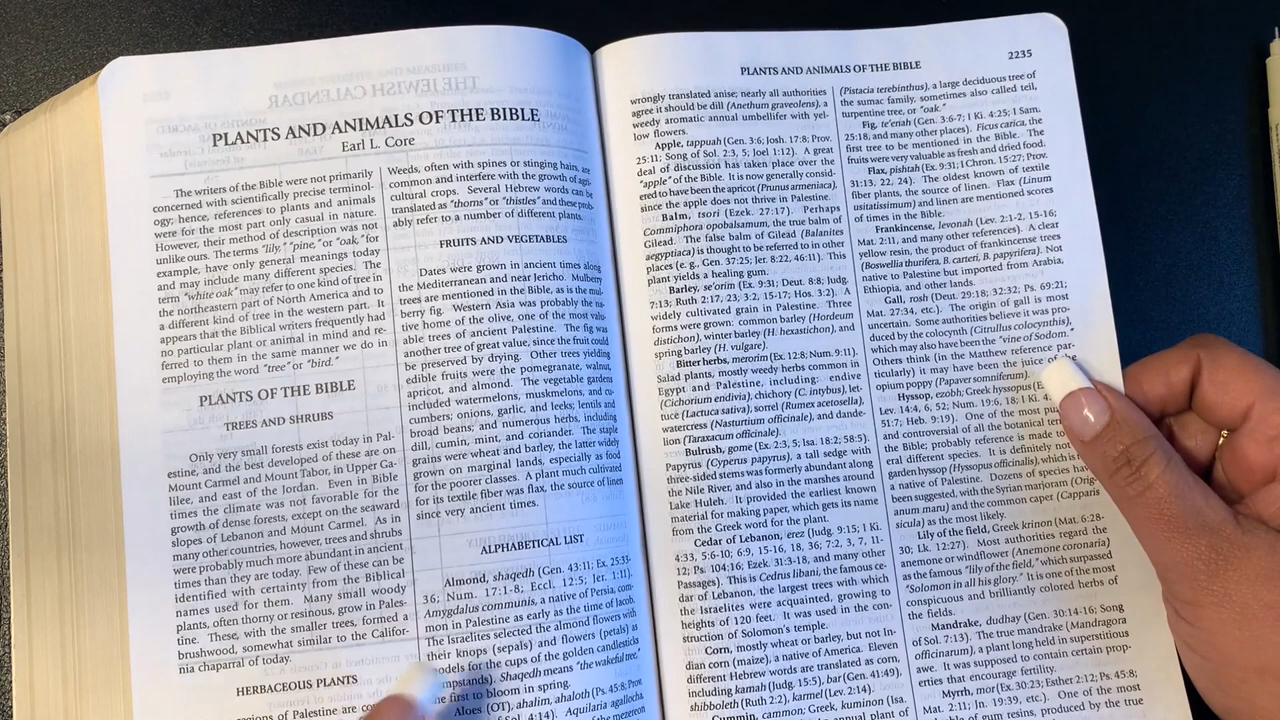 PLANTS AND ANIMALS OF THE BIBLE
Earl L. Core
The writers of the Bible were not primarily
concerned with scientifically precise terminol-
ogy; hence, references to plants and animals
were for the most part only casual in nature.
However, their method of description was not
unlike ours. The terms "lily," "pine," or "oak," for
example, have only general meanings today
and may include many different species. The
term "white oak" may refer to one kind of tree in
the northeastern part of North America and to
a different kind of tree in the western part. It
appears that the Biblical writers frequently had
no particular plant or animal in mind and re-
ferred to them in the same manner we do in
employing the word "tree" or "bird."
PLANTS OF THE BIBLE
TREES AND SHRUBS
Only very small forests exist today in Pal-
estine, and the best developed of these are on
Mount Carmel and Mount Tabor, in Upper Ga-
lilee, and east of the Jordan. Even in Bible
times the climate was not favorable for the
growth of dense forests, except on the seaward
slopes of Lebanon and Mount Carmel. As in
many other countries, however, trees and shrubs
were probably much more abundant in ancient
times than they are today. Few of these can be
identified with certainty from the Biblical
names used for them. Many small woody
plants, often thorny or resinous, grow in Pales-
tine. These, with the smaller trees, formed a
brushwood, somewhat similar to the Califor-
nia chaparral of today.
HERBACEOUS PLANTS
regions of Palestine are
Weeds, often with spines or stinging hairs, are
common and interfere with the growth of agri-
cultural crops. Several Hebrew words can be
translated as "thorns" or "thistles" and these prob-
ably refer to a number of different plants.
FRUITS AND VEGETABLES
Dates were grown in ancient times along
the Mediterranean and near Jericho. Mulberry
trees are mentioned in the Bible, as is the mul-
berry fig. Western Asia was probably the na-
tive home of the olive, one of the most valu-
able trees of ancient Palestine. The fig was
another tree of great value, since the fruit could
be preserved by drying. Other trees yielding
edible fruits were the pomegranate, walnut,
apricot, and almond. The vegetable gardens
included watermelons, muskmelons, and cu-
cumbers; onions, garlic, and leeks; lentils and
broad beans; and numerous herbs, including
dill, cumin, mint, and coriander. The staple
grains were wheat and barley, the latter widely
grown on marginal lands, especially as food
for the poorer classes. A plant much cultivated
for its textile fiber was flax, the source of linen
since very ancient times.
ALPHABETICAL LIST
Almond, shaqedh (Gen. 43:11; Ex. 25:33-
36; Num. 17:1-8; Eccl. 12:5; Jer. 1:11).
Amygdalus communis, a native of Persia, com-
mon in Palestine as early as the time of Jacob.
The Israelites selected the almond flowers with
their knops (sepals) and flowers (petals) as
models for the cups of the golden candlesticks
Shaqedh means "the wakeful tree,"
first to bloom in spring.
Aloes (OT), ahalim, ahaloth (Ps. 45:8; Prov.
Sol. 4:14). Aquilaria agallocha
of the mezereon
PLANTS AND ANIMALS OF THE BIBLE
2235
wrongly translated anise; nearly all authorities
agree it should be dill (Anethum graveolens), a
weedy aromatic annual umbellifer with yel-
low flowers.
Apple, tappuah (Gen. 3:6; Josh. 17:8; Prov.
25:11; Song of Sol. 2:3, 5; Joel 1:12). A great
deal of discussion has taken place over the
"apple" of the Bible. It is now generally consid-
ered to have been the apricot (Prunus armeniaca),
since the apple does not thrive in Palestine.
Balm, tsori (Ezek. 27:17). Perhaps
Commiphora opobalsamum, the true balm of
Gilead. The false balm of Gilead (Balanites
aegyptiaca) is thought to be referred to in other
places (e. g., Gen. 37:25; Jer. 8:22, 46:11). This
plant yields a healing gum.
Barley, se'orim (Ex. 9:31; Deut. 8:8; Judg.
7:13; Ruth 2:17, 23; 3:2, 15-17; Hos. 3:2). A
widely cultivated grain in Palestine. Three
forms were grown: common barley (Hordeum
distichon), winter barley (H. hexastichon), and
spring barley (H. vulgare).
Bitter herbs, merorim (Ex. 12:8; Num. 9:11).
Salad plants, mostly weedy herbs common in
Egypt and Palestine, including: endive
(Cichorium endivia), chichory (C. intybus), let-
tuce (Lactuca sativa), sorrel (Rumex acetosella),
watercress (Nasturtium officinale), and dande-
lion (Taraxacum officinale).
Bulrush, gome (Ex. 2:3, 5; Isa. 18:2; 58:5).
Papyrus (Cyperus papyrus), a tall sedge with
three-sided stems was formerly abundant along
the Nile River, and also in the marshes around
Lake Huleh. It provided the earliest known
material for making paper, which gets its name
from the Greek word for the plant.
Cedar of Lebanon, erez (Judg. 9:15; I Ki.
4:33, 5:6-10; 6:9, 15-16, 18, 36; 7:2, 3, 7, 11-
12; Ps. 104:16; Ezek. 31:3-18, and many other
Passages). This is Cedrus libani, the famous ce-
dar of Lebanon, the largest trees with which
the Israelites were acquainted, growing to
heights of 120 feet. It was used in the con-
struction of Solomon's temple.
Corn, mostly wheat or barley, but not In-
dian corn (maize), a native of America. Eleven
different Hebrew words are translated as corn,
including kamah (Judg. 15:5), bar (Gen. 41:49),
shibboleth (Ruth 2:2), karmel (Lev. 2:14).
Cummin, cammon; Greek, kuminon (Isa.
annual plant of
(Pistacia terebinthus), a large deciduous tree of
the sumac family, sometimes also called teil,
turpentine tree, or "oak."
Fig, te'enah (Gen. 3:6-7; I Ki. 4:25; I Sam.
25:18, and many other places). Ficus carica, the
first tree to be mentioned in the Bible. The
fruits were very valuable as fresh and dried food.
Flax, pishtah (Ex. 9:31; I Chron. 15:27; Prov.
31:13, 22, 24). The oldest known of textile
fiber plants, the source of linen. Flax (Linum
usitatissimum) and linen are mentioned scores
of times in the Bible.
Frankincense, levonah (Lev. 2:1-2, 15-16;
Mat. 2:11, and many other references). A clear
yellow resin, the product of frankincense trees
(Boswellia thurifera, B. carteri, B. papyrifera). Not
native to Palestine but imported from Arabia,
Ethiopia, and other lands.
Gall, rosh (Deut. 29:18; 32:32; Ps. 69:21;
Mat. 27:34, etc.). The origin of gall is most
uncertain. Some authorities believe it was pro-
duced by the colocynth (Citrullus colocynthis),
which may also have been the "vine of Sodom."
Others think (in the Matthew reference par-
ticularly) it may have been the juice of the
opium poppy (Papaver somniferum).
Hyssop, ezobh; Greek hyssopus
Lev. 14:4, 6, 52; Num. 19:6, 18; I Ki.
51:7; Heb. 9:19). One of the most
and controversial of all the botanical
the Bible; probably reference is made to
eral different species. It is definitely not
garden hyssop (Hyssopus officinalis), which is
a native of Palestine. Dozens of species have
been suggested, with the Syrian marjoram (Orig-
anum maru) and the common caper (Capparis
sicula) as the most likely.
Lily of the field, Greek krinon (Mat. 6:28-
30; Lk. 12:27). Most authorities regard the
anemone or windflower (Anemone coronaria)
as the famous "lily of the field," which surpassed
"Solomon in all his glory." It is one of the most
conspicuous and brilliantly colored herbs of
the fields.
Mandrake, dudhay (Gen. 30:14-16; Song
of Sol. 7:13). The true mandrake (Mandragora
officinarum), a plant long held in superstitious
awe. It was supposed to contain certain prop-
erties that encourage fertility.
Myrrh, mor (Ex. 30:23; Esther 2:12; Ps. 45:8;
Mat. 2:11; Jn. 19:39, etc.). One of the most
of gum resins, produced by the